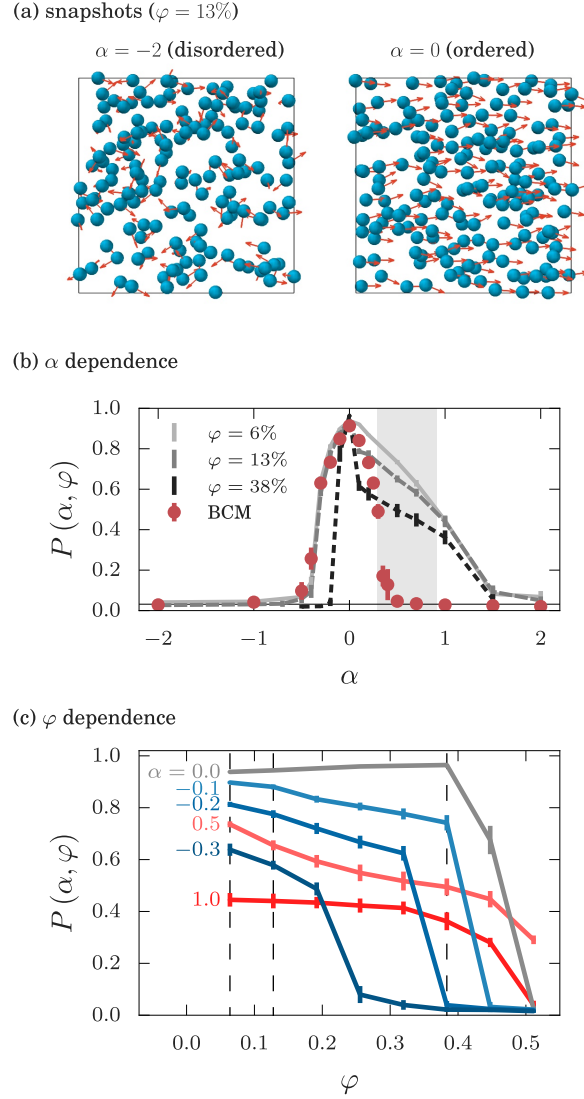 (a) snapshots (φ = 13%)
α = −2 (disordered)
α = 0 (ordered)
(b) α dependence
1.0
0.8
0.6
0.4
0.2
0.0
P (α, φ)
φ = 6%
φ = 13%
φ = 38%
BCM
−2
−1
0
1
2
α
(c) φ dependence
1.0
0.8
0.6
0.4
0.2
0.0
P (α, φ)
α = 0.0
−0.1
−0.2
0.5
−0.3
1.0
0.0
0.1
0.2
0.3
0.4
0.5
φ